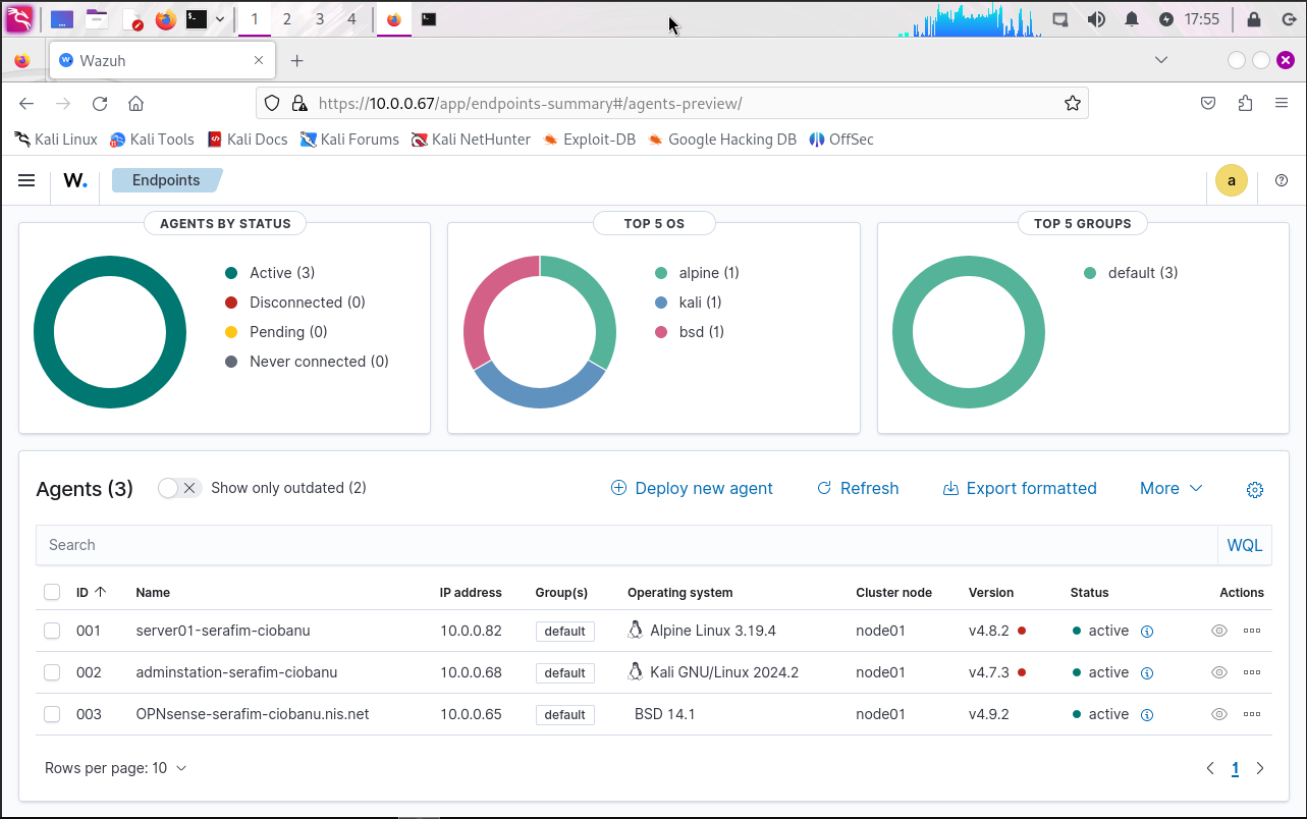 1 2 3 4 17:55
Wazuh
https://10.0.0.67/app/endpoints-summary#/agents-preview/
Kali Linux Kali Tools Kali Docs Kali Forums Kali NetHunter Exploit-DB Google Hacking DB OffSec
W. Endpoints a
AGENTS BY STATUS
Active (3)
Disconnected (0)
Pending (0)
Never connected (0)
TOP 5 OS
alpine (1)
kali (1)
bsd (1)
TOP 5 GROUPS
default (3)
Agents (3) Show only outdated (2) Deploy new agent Refresh Export formatted More
Search WQL
ID Name IP address Group(s) Operating system Cluster node Version Status Actions
001 server01-serafim-ciobanu 10.0.0.82 default Alpine Linux 3.19.4 node01 v4.8.2 active
002 adminstation-serafim-ciobanu 10.0.0.68 default Kali GNU/Linux 2024.2 node01 v4.7.3 active
003 OPNsense-serafim-ciobanu.nis.net 10.0.0.65 default BSD 14.1 node01 v4.9.2 active
Rows per page: 10 1